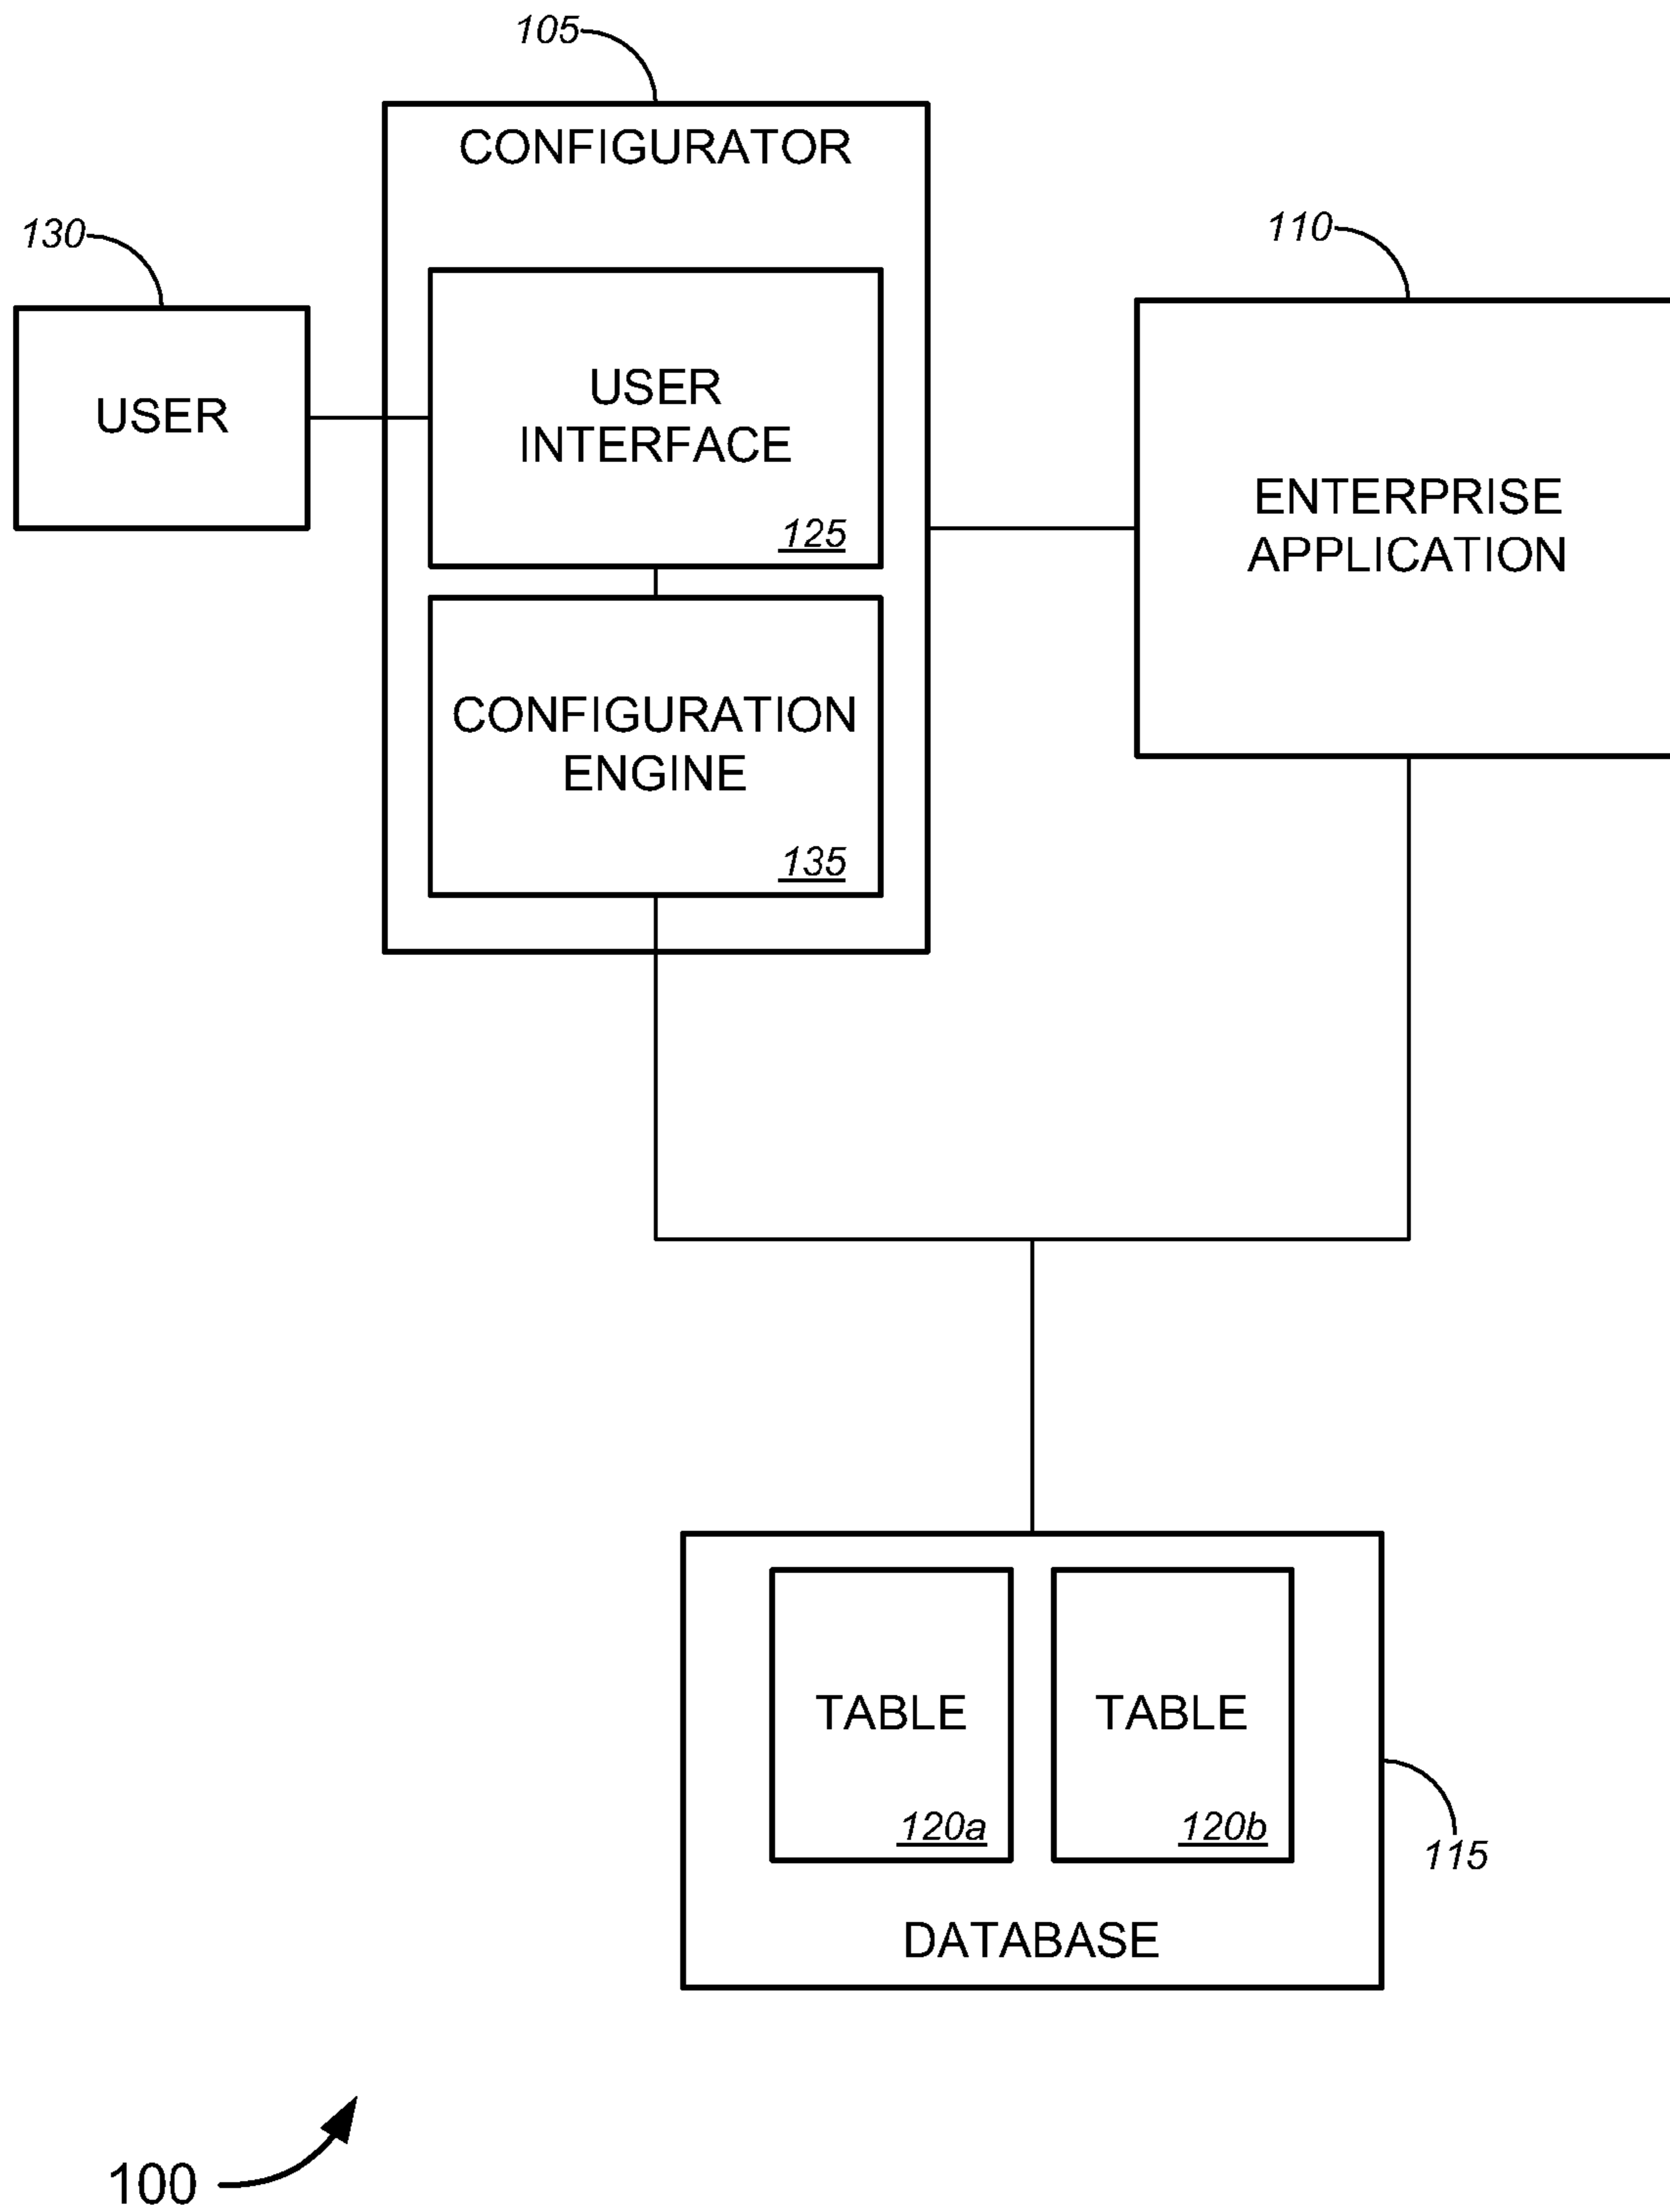 105
CONFIGURATOR
130
110
USER
USER
INTERFACE
125
ENTERPRISE
APPLICATION
CONFIGURATION
ENGINE
135
TABLE
120a
TABLE
120b
115
DATABASE
100